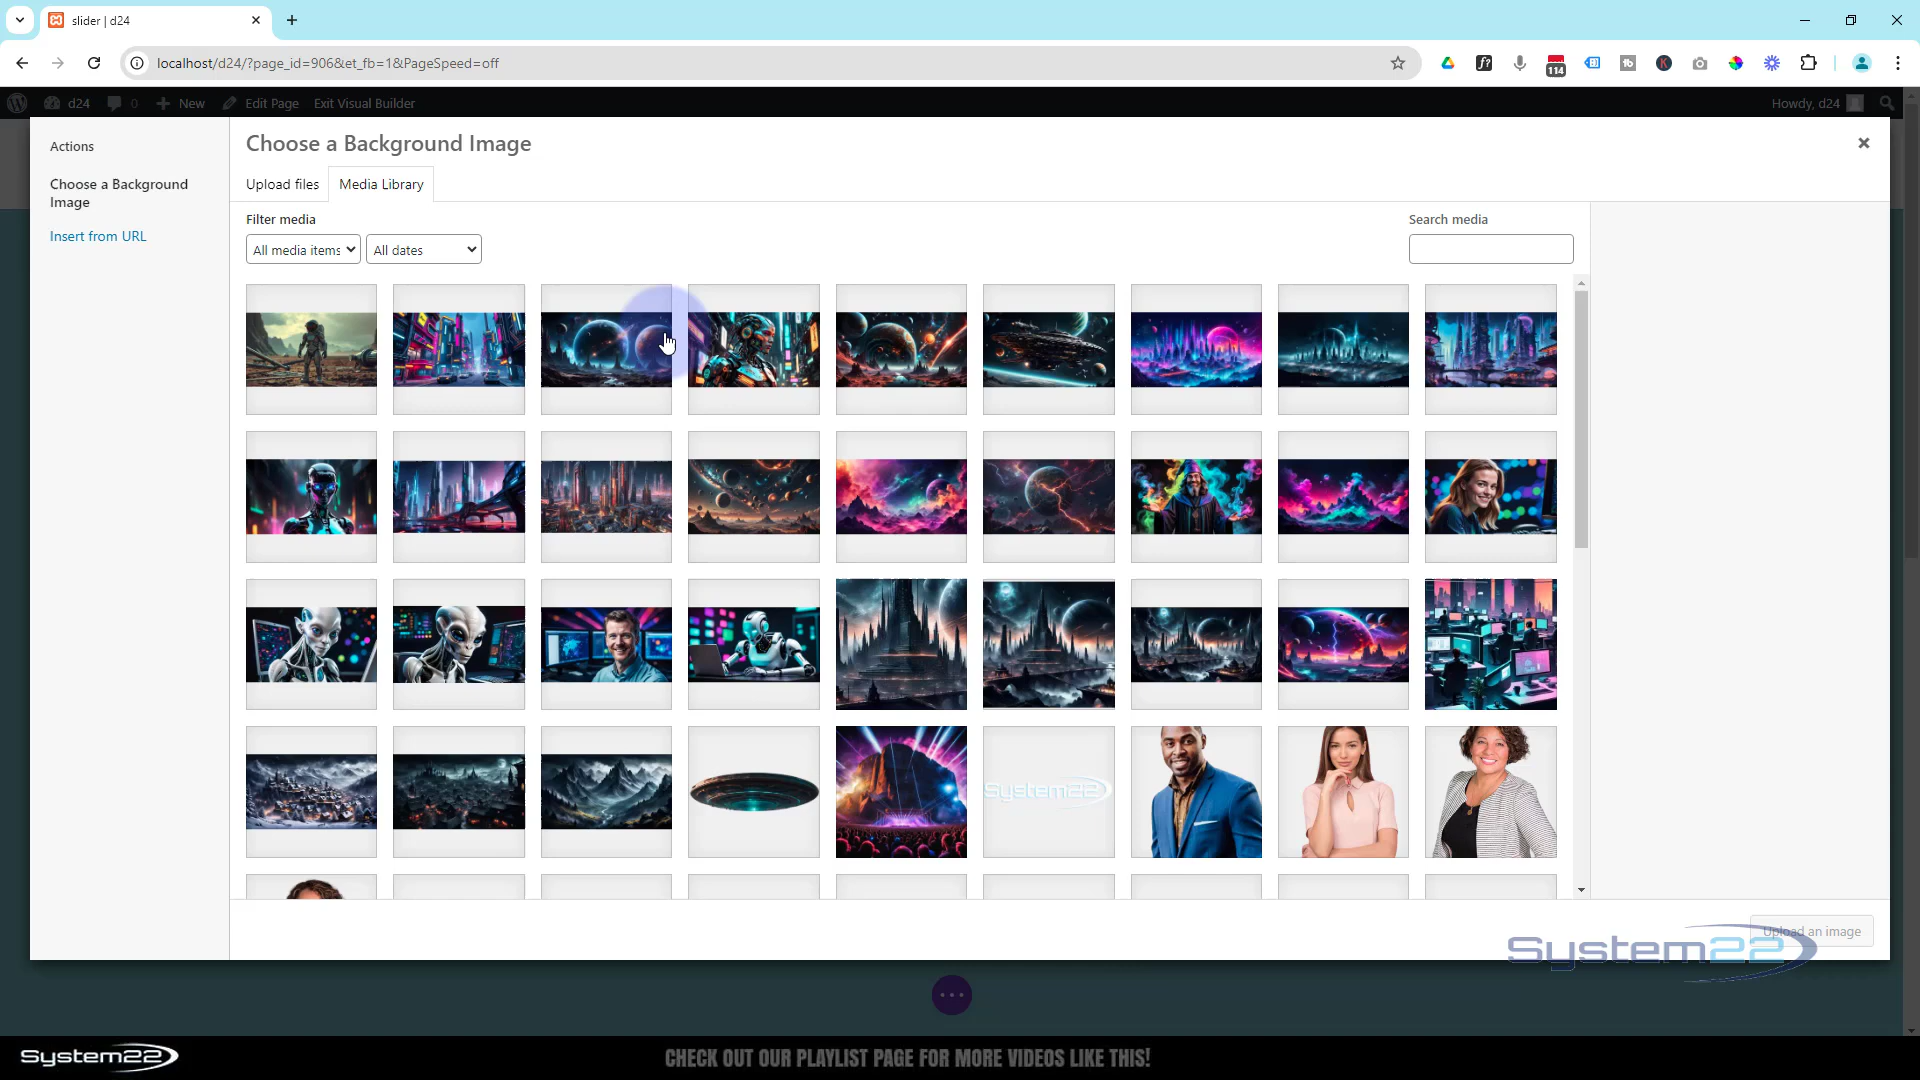 slider | d24
localhost/d24/?page_id=906&et_fb=1&PageSpeed=off
114
d24
0
New
Edit Page
Exit Visual Builder
Howdy, d24
Actions
Choose a Background
Image
Insert from URL
Choose a Background Image
Upload files
Media Library
Filter media
Search media
All media items
All dates
System22
Upload an image
System22
System22
CHECK OUT OUR PLAYLIST PAGE FOR MORE VIDEOS LIKE THIS!